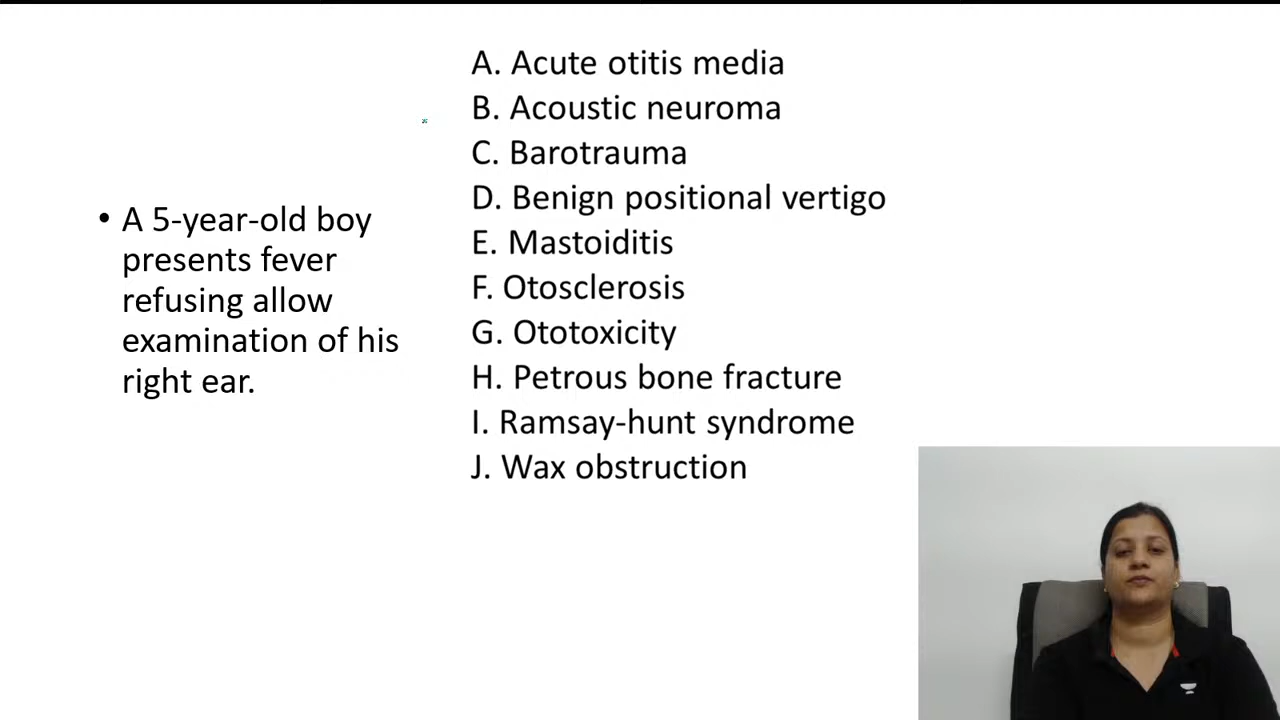 • A 5-year-old boy
presents fever
refusing allow
examination of his
right ear.
A. Acute otitis media
B. Acoustic neuroma
C. Barotrauma
D. Benign positional vertigo
E. Mastoiditis
F. Otosclerosis
G. Ototoxicity
H. Petrous bone fracture
I. Ramsay-hunt syndrome
J. Wax obstruction